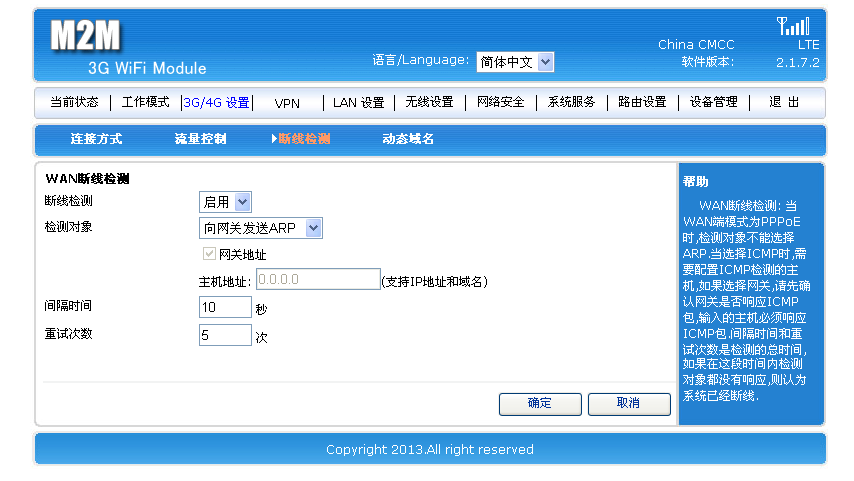 M2M
3G WiFi Module
语言/Language: 简体中文
China CMCC LTE
软件版本: 2.1.7.2
当前状态 工作模式 3G/4G 设置 VPN LAN 设置 无线设置 网络安全 系统服务 路由设置 设备管理 退 出
连接方式 流量控制 断线检测 动态域名
WAN断线检测
断线检测 启用
检测对象 向网关发送ARP
网关地址
主机地址: 0.0.0.0 (支持IP地址和域名)
间隔时间 10 秒
重试次数 5 次
确定 取消
帮助
WAN断线检测: 当
WAN端模式为PPPoE
时,检测对象不能选择
ARP.当选择ICMP时,需
要配置ICMP检测的主
机,如果选择网关,请先确
认网关是否响应ICMP
包,输入的主机必须响应
ICMP包.间隔时间和重
试次数是检测的总时间,
如果在这段时间内检测
对象都没有响应,则认为
系统已经断线.
Copyright 2013.All right reserved